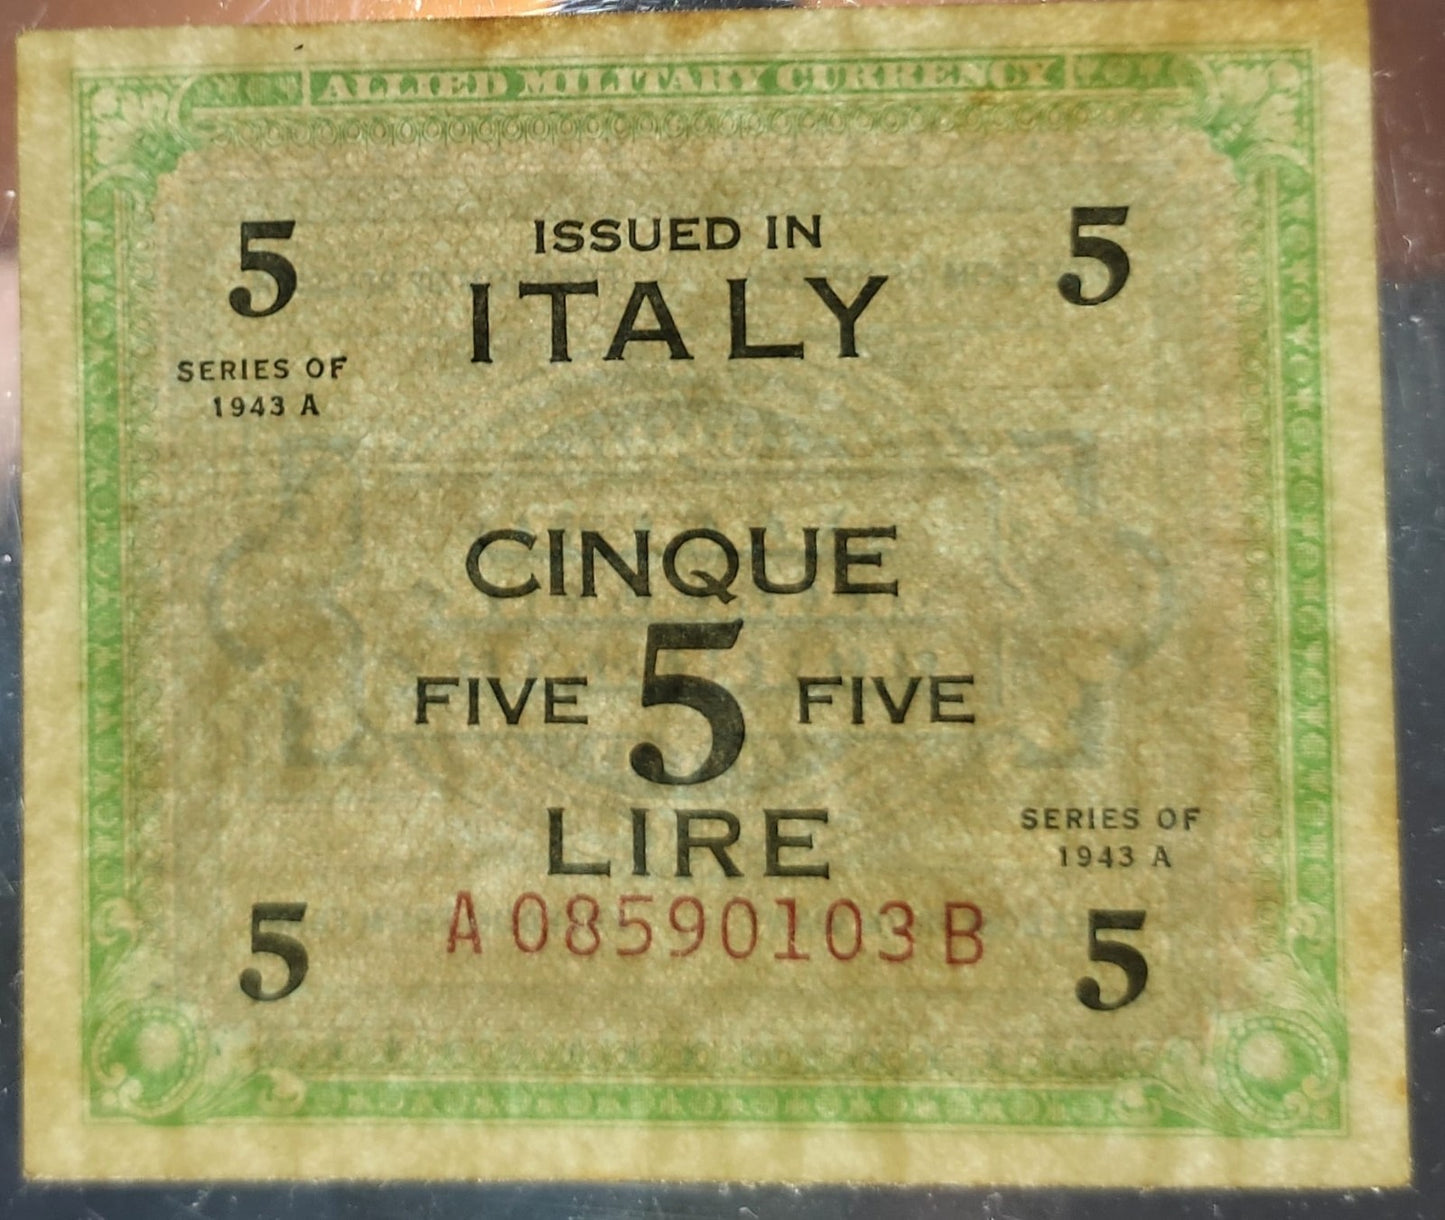 ALLIED MILITARY CURRENCY
5 ISSUED IN 5
ITALY
SERIES OF
1943 A
CINQUE
FIVE 5 FIVE
LIRE
SERIES OF
1943 A
A 08590103 B
5 5